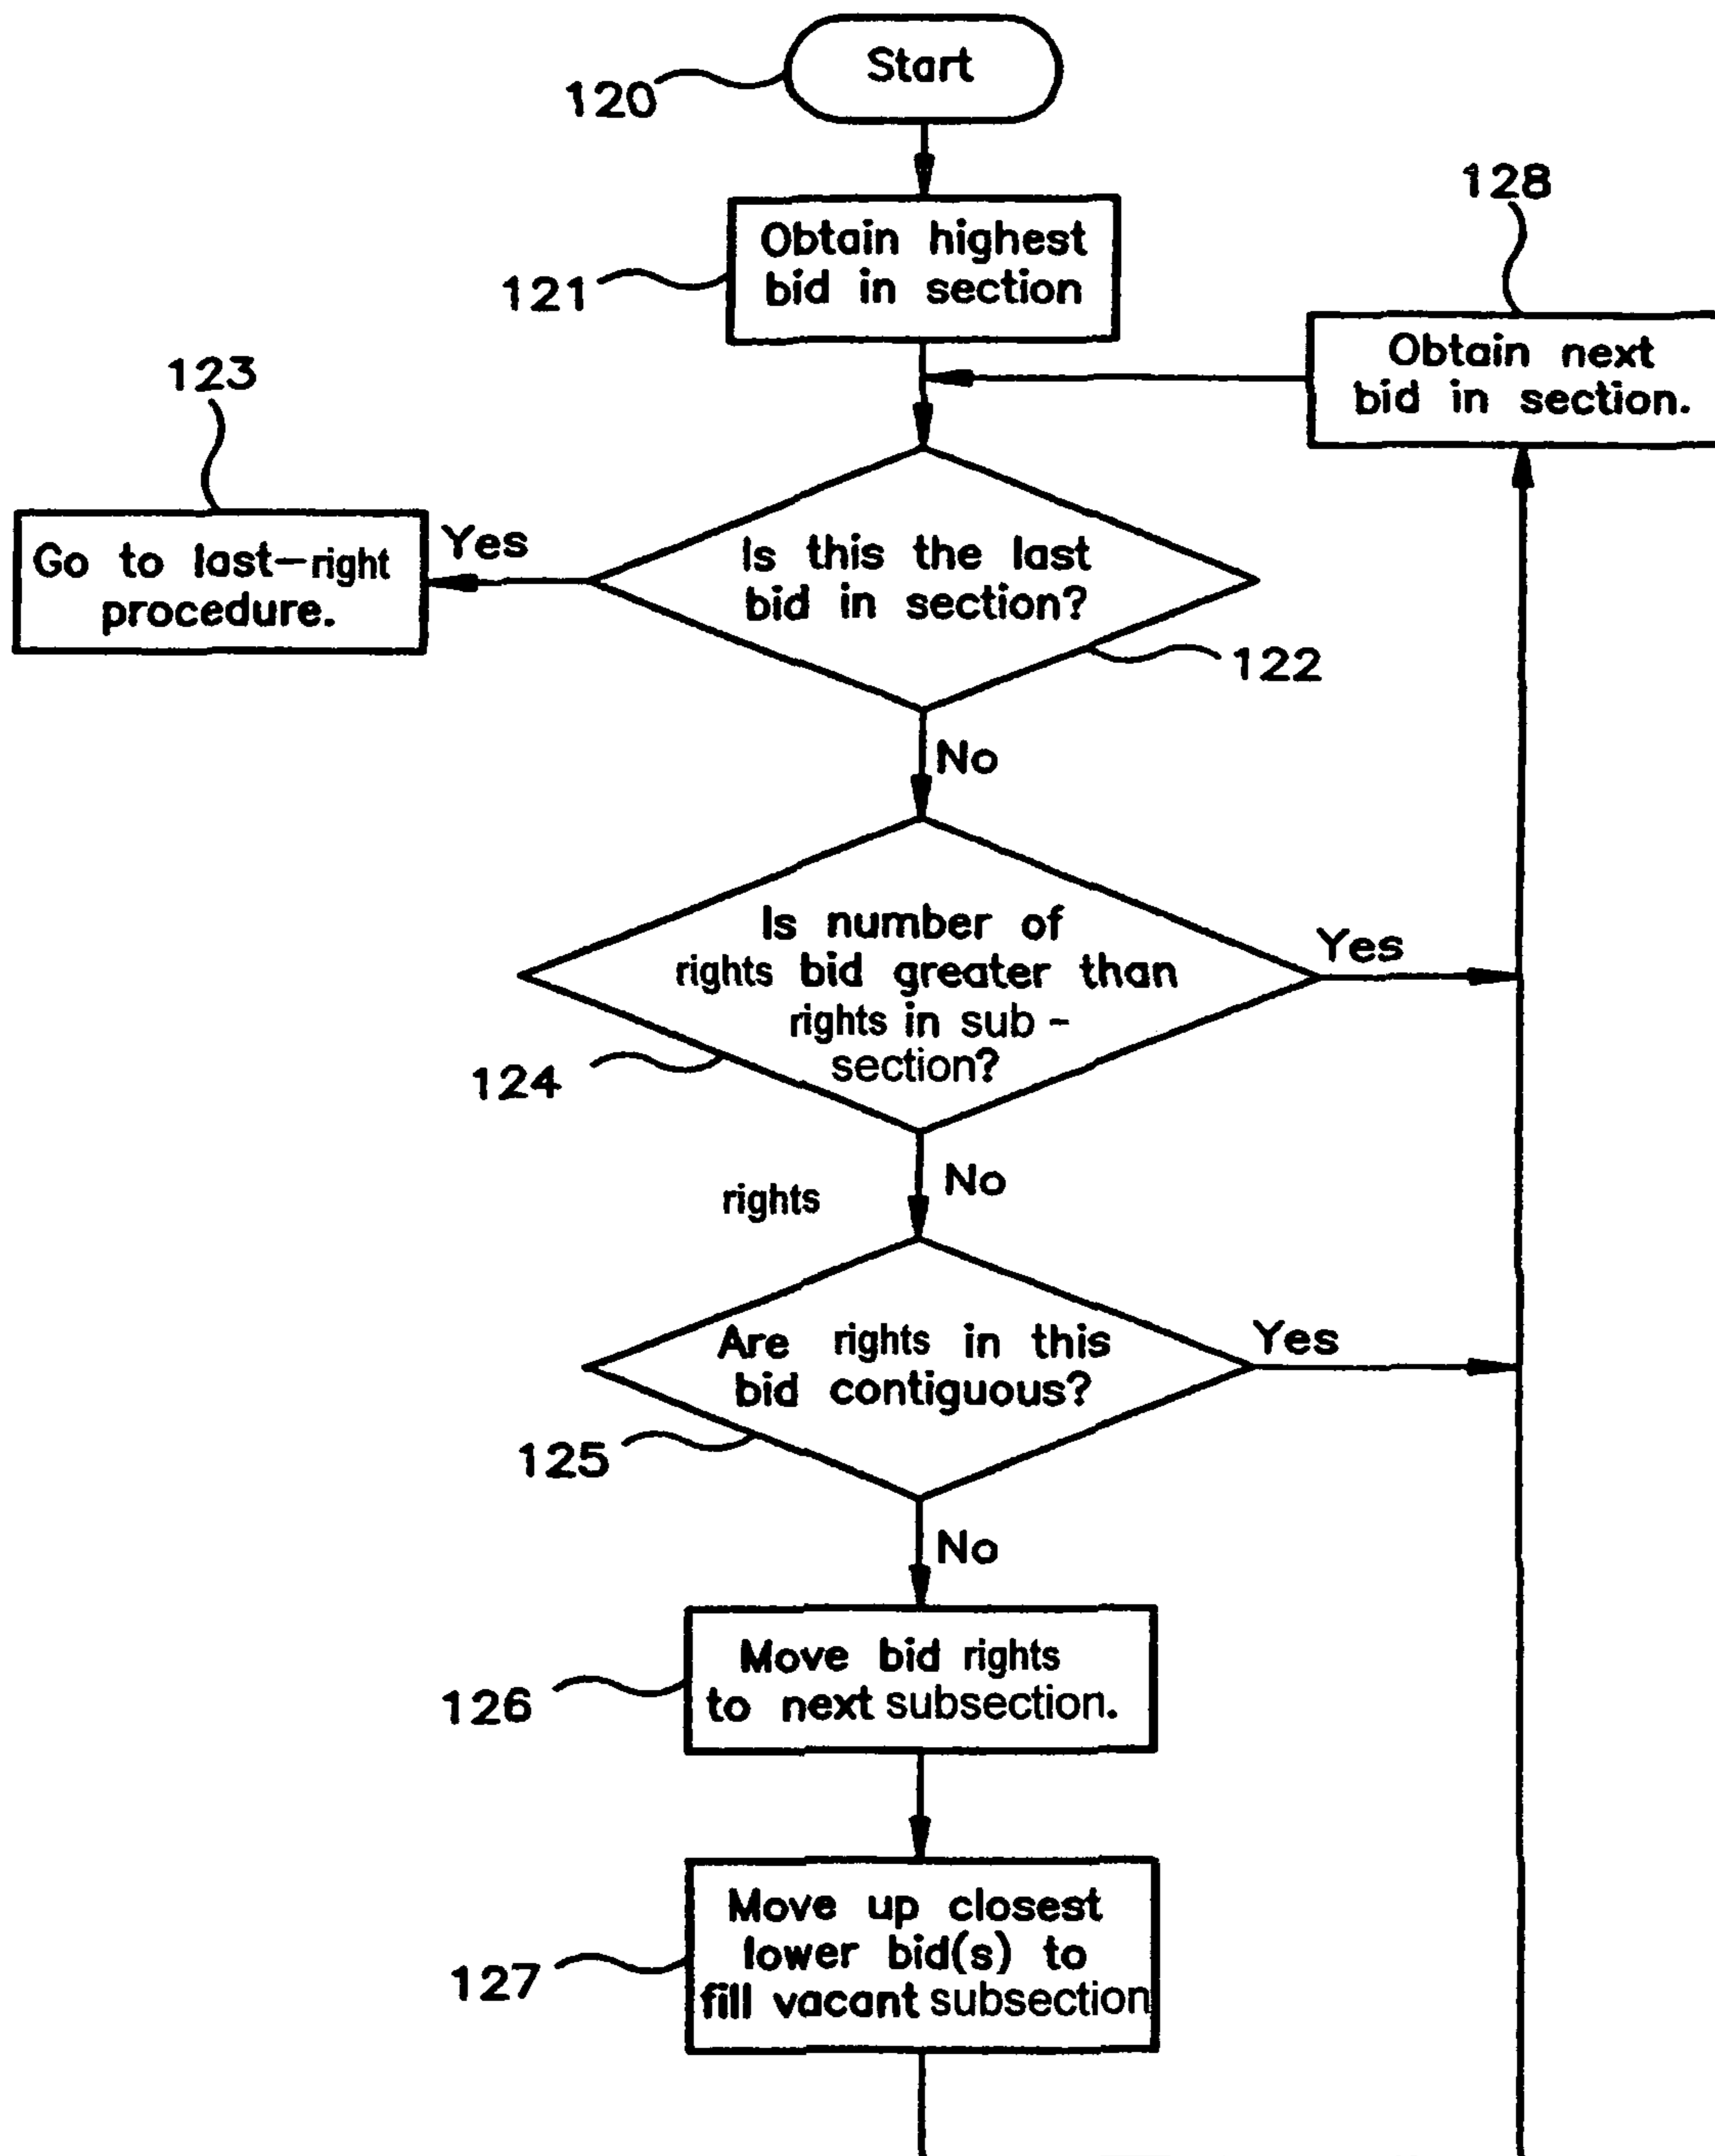 Start
120
128
Obtain highest
bid in section
121
Obtain next
bid in section.
123
Go to last-right
procedure.
Yes
Is this the last
bid in section?
122
No
Is number of
rights bid greater than
rights in sub-
section?
Yes
124
No
rights
Are rights in this
bid contiguous?
Yes
125
No
Move bid rights
to next subsection.
126
Move up closest
lower bid(s) to
fill vacant subsection
127